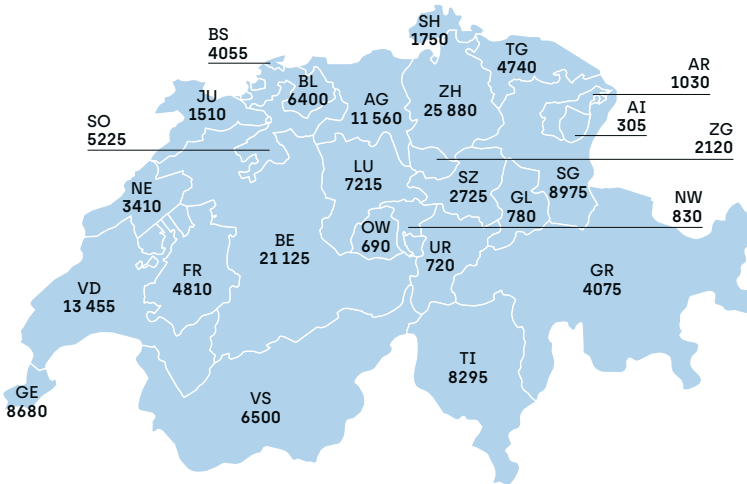 SH
1750
BS
4055
TG
4740
AR
1030
BL
6400
ZH
25 880
JU
1510
AG
11 560
AI
305
SO
5225
ZG
2120
LU
7215
SZ
2725
SG
8975
GL
780
NE
3410
NW
830
OW
690
BE
21 125
UR
720
FR
4810
GR
4075
VD
13 455
TI
8295
GE
8680
VS
6500